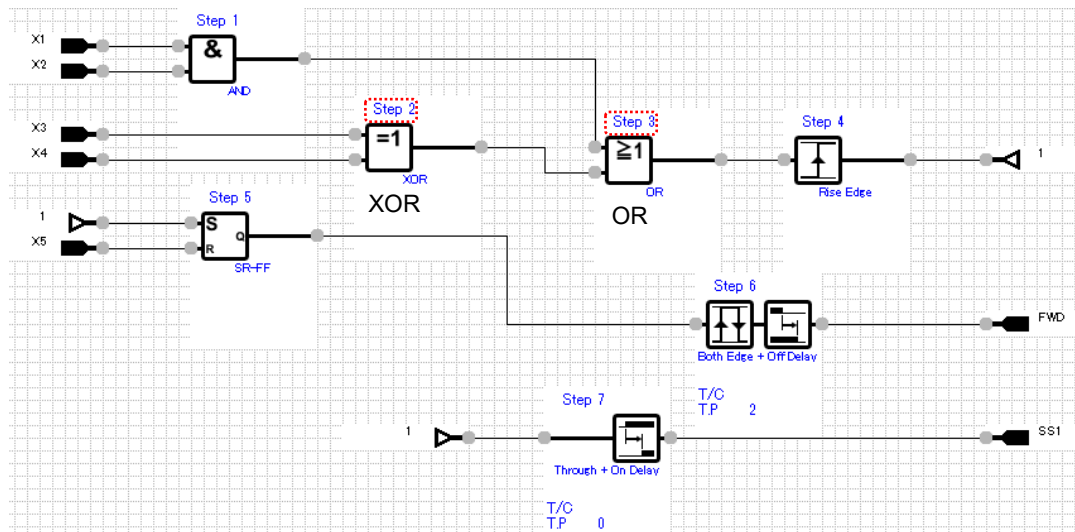 Step 1
X1
X2
&
AND
Step 2
X3
X4
=1
XOR
XOR
Step 3
≧1
OR
OR
Step 4
Rise Edge
1
Step 5
1
X5
S
R
Q
SR-FF
Step 6
Both Edge + Off Delay
FWD
T/C
T.P 2
Step 7
1
Through + On Delay
SS1
T/C
T.P 0